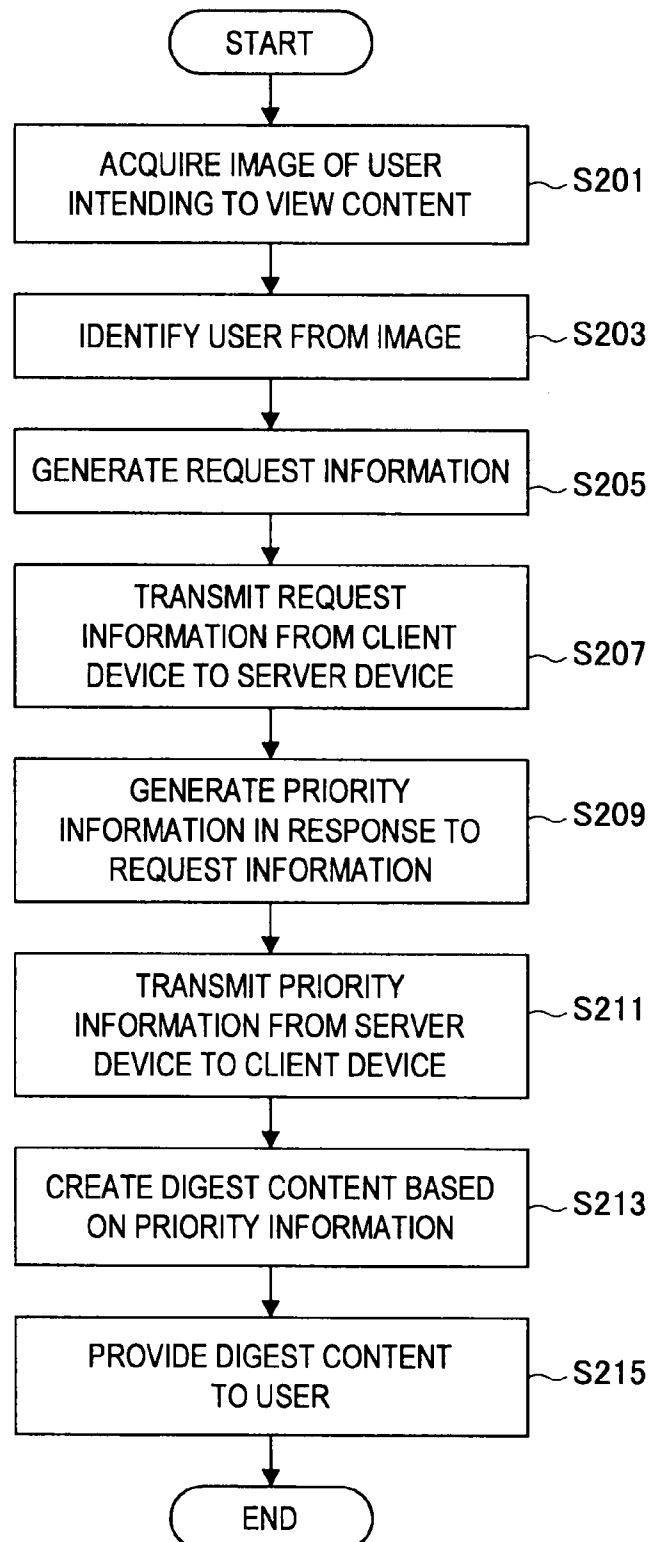 START
ACQUIRE IMAGE OF USER
INTENDING TO VIEW CONTENT
S201
IDENTIFY USER FROM IMAGE
S203
GENERATE REQUEST INFORMATION
S205
TRANSMIT REQUEST
INFORMATION FROM CLIENT
DEVICE TO SERVER DEVICE
S207
GENERATE PRIORITY
INFORMATION IN RESPONSE TO
REQUEST INFORMATION
S209
TRANSMIT PRIORITY
INFORMATION FROM SERVER
DEVICE TO CLIENT DEVICE
S211
CREATE DIGEST CONTENT BASED
ON PRIORITY INFORMATION
S213
PROVIDE DIGEST CONTENT
TO USER
S215
END